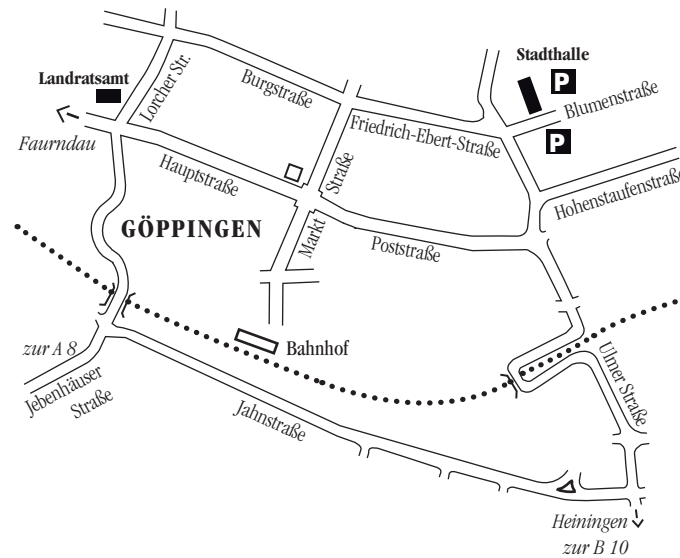 Stadthalle
P
Landratsamt
Lorcher Str.
Burgstraße
Blumenstraße
Faurndau
Friedrich-Ebert-Straße
P
Hauptstraße
Straße
Hohenstaufenstraße
GÖPPINGEN
Markt
Poststraße
zur A 8
Bahnhof
Ulmer Straße
Jebenhäuser
Straße
Jahnstraße
Heiningen
zur B 10